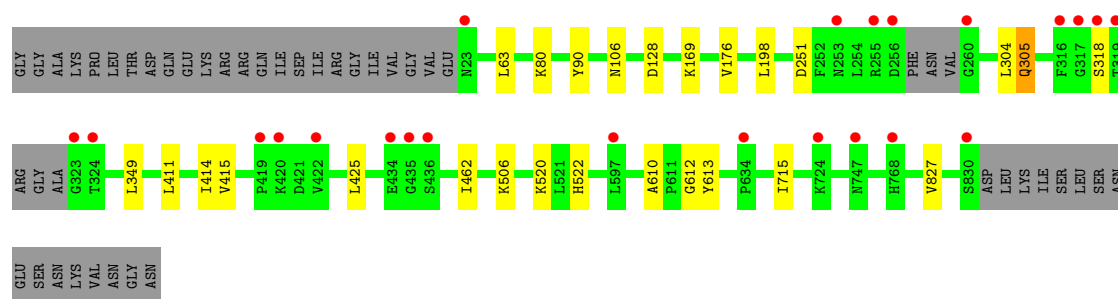 GLY GLY ALA LYS PRO LEU THR ASP GLN GLU LYS ARG ARG GLN ILE SEP ILE ARG GLY ILE VAL GLY VAL GLU N23 L63 K80 Y90 N106 D128 K169 V176 L198 D251 F252 N253 L254 R255 D256 PHE ASN VAL G260 L304 Q305 F316 G317 S318 T319
ARG GLY ALA G323 T324 L349 L411 I414 V415 P419 K420 D421 V422 L425 E434 G435 S436 I462 K506 K520 L521 H522 L597 A610 P611 G612 Y613 P634 I715 K724 N747 H768 V827 S830 ASP LEU LYS ILE SER LEU SER ASN
GLU SER ASN LYS VAL ASN GLY ASN